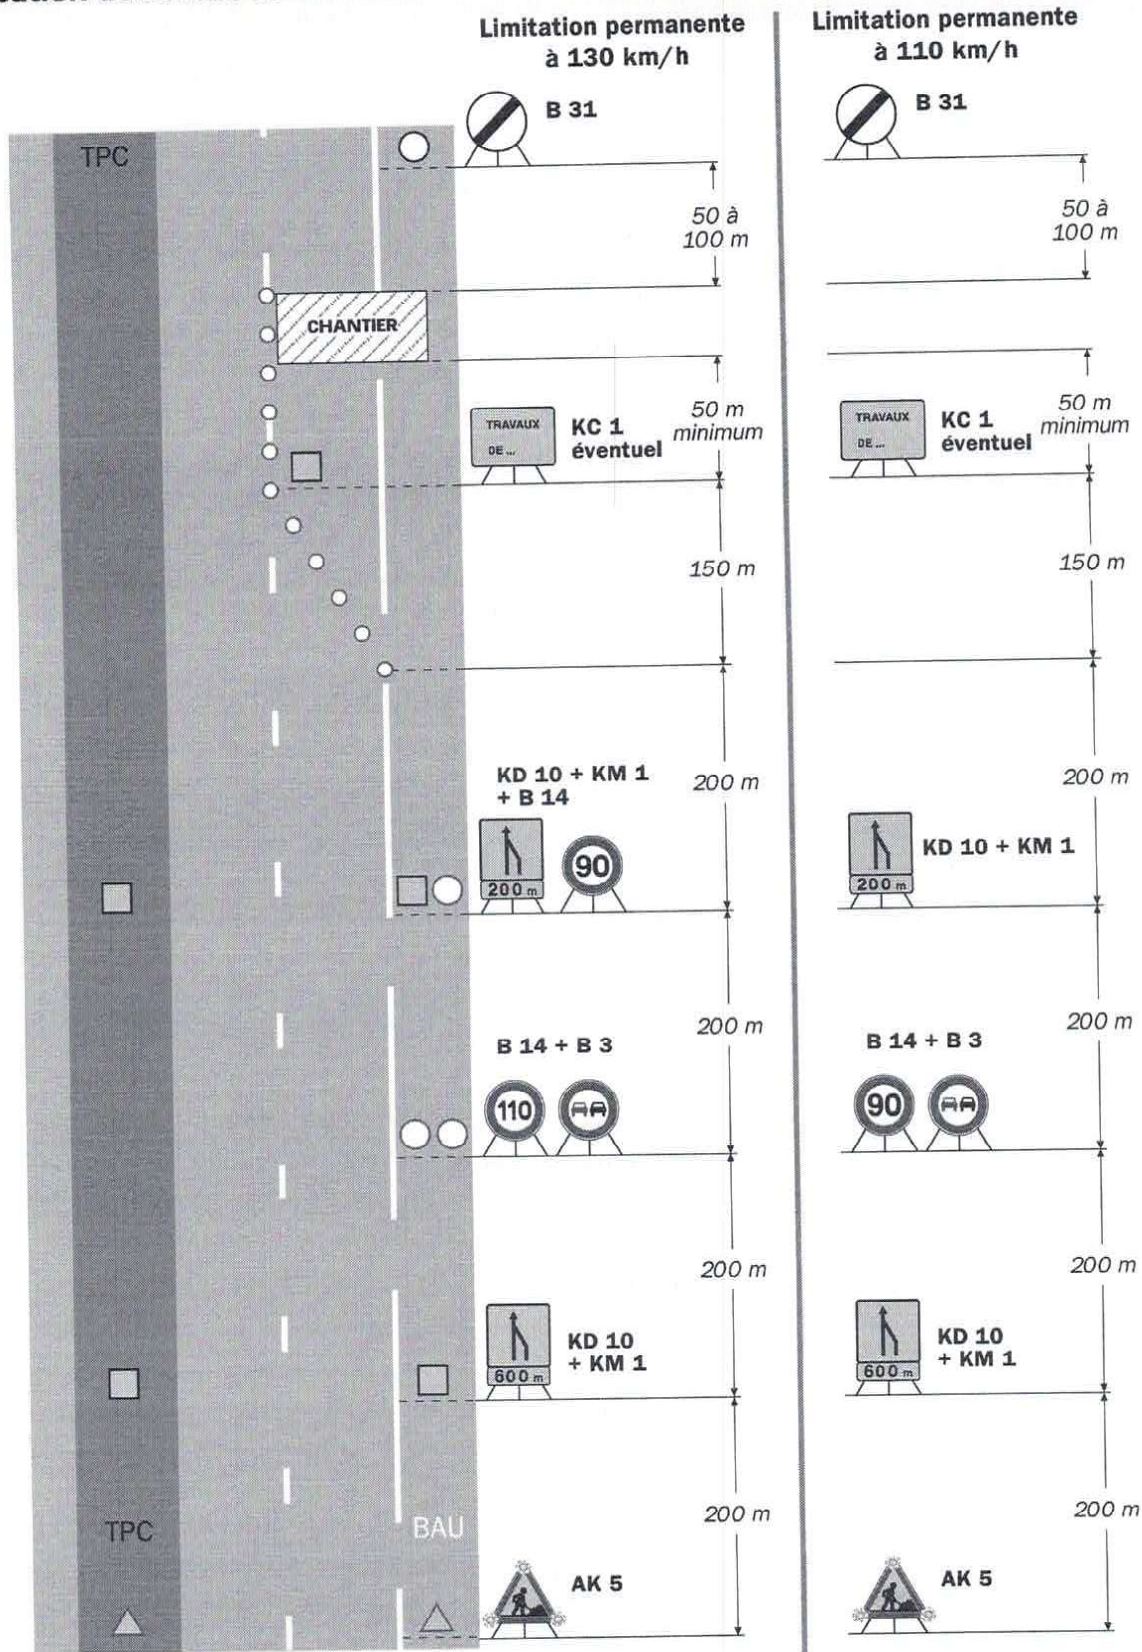 Limitation permanente
à 130 km/h
Limitation permanente
à 110 km/h
B 31
B 31
TPC
50 à
100 m
50 à
100 m
CHANTIER
TRAVAUX
DE ...
KC 1
éventuel
50 m
minimum
TRAVAUX
DE ...
KC 1
éventuel
50 m
minimum
150 m
150 m
KD 10 + KM 1
+ B 14
200 m
90
200 m
200 m
KD 10 + KM 1
200 m
200 m
200 m
B 14 + B 3
110
B 14 + B 3
90
200 m
200 m
600 m
KD 10
+ KM 1
600 m
KD 10
+ KM 1
200 m
200 m
TPC
BAU
AK 5
AK 5